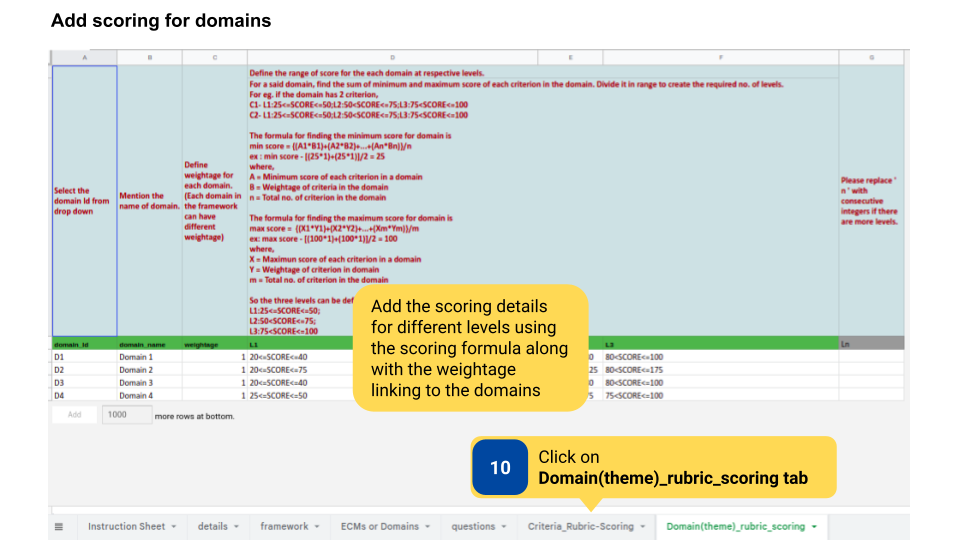 Add scoring for domains
A B C D E F G
Select the
domain Id from
drop down
Mention the
name of domain.
Define
weightage for
each domain.
(Each domain in
the framework
can have
different
weightage)
Define the range of score for the each domain at respective levels.
For a said domain, find the sum of minimum and maximum score of each criterion in the domain. Divide it in range to create the required no. of levels.
For eg. if the domain has 2 criterion,
C1- L1:25<=SCORE<=50;L2:50<SCORE<=75;L3:75<SCORE<=100
C2- L1:25<=SCORE<=50;L2:50<SCORE<=75;L3:75<SCORE<=100
The formula for finding the minimum score for domain is
min score = {(A1*B1)+(A2*B2)+...+(An*Bn)}/n
ex : min score - [(25*1)+(25*1)]/2 = 25
where,
A = Minimum score of each criterion in a domain
B = Weightage of criteria in the domain
n = Total no. of criterion in the domain
The formula for finding the maximum score for domain is
max score = {(X1*Y1)+(X2*Y2)+...+(Xm*Ym)}/m
ex: max score - [(100*1)+(100*1)]/2 = 100
where,
X = Maximun score of each criterion in a domain
Y = Weightage of criterion in domain
m = Total no. of criterion in the domain
So the three levels can be def
L1:25<=SCORE<=50;
L2:50<SCORE<=75;
L3:75<SCORE<=100
Please replace '
n ' with
consecutive
integers if there
are more levels.
domain_Id domain_name weightage L1 L3 Ln
D1 Domain 1 1 20<=SCORE<=40 0 80<SCORE<=100
D2 Domain 2 1 20<=SCORE<=75 25 80<SCORE<=175
D3 Domain 3 1 20<=SCORE<=40 0 80<SCORE<=100
D4 Domain 4 1 25<=SCORE<=50 5 75<SCORE<=100
Add 1000 more rows at bottom.
Add the scoring details
for different levels using
the scoring formula along
with the weightage
linking to the domains
10
Click on
Domain(theme)_rubric_scoring tab
Instruction Sheet details framework ECMs or Domains questions Criteria_Rubric-Scoring Domain(theme)_rubric_scoring